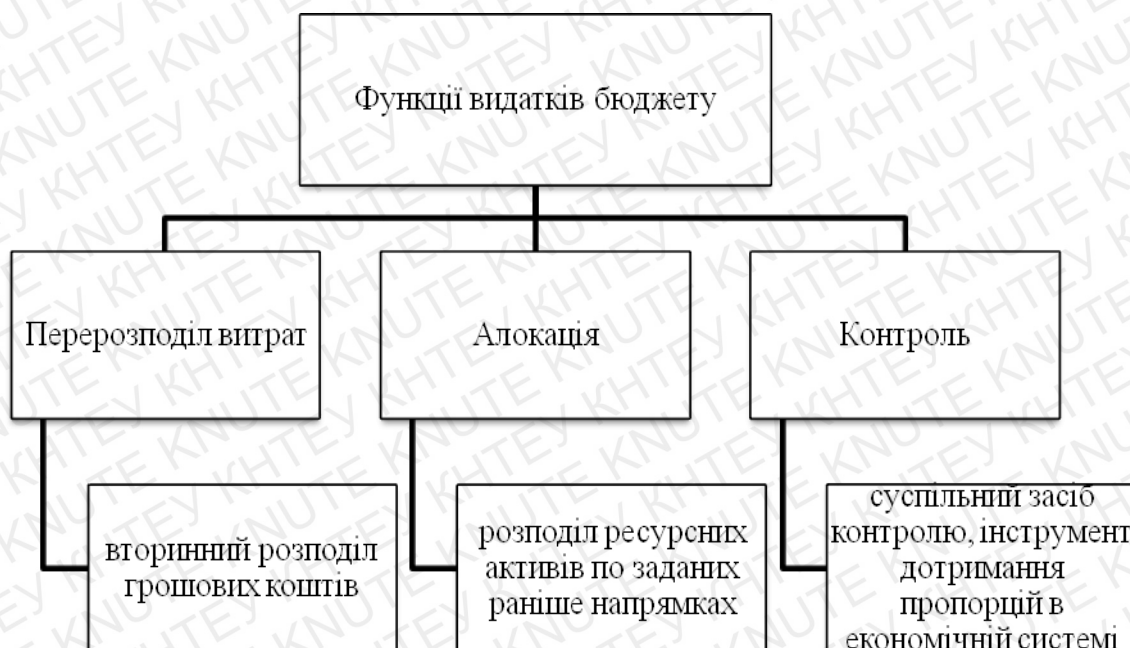 Функції видатків бюджету
Перерозподіл витрат
Алокація
Контроль
вторинний розподіл
грошових коштів
розподіл ресурсних
активів по заданих
раніше напрямках
суспільний засіб
контролю, інструмент
дотримання
пропорцій в
економічній системі